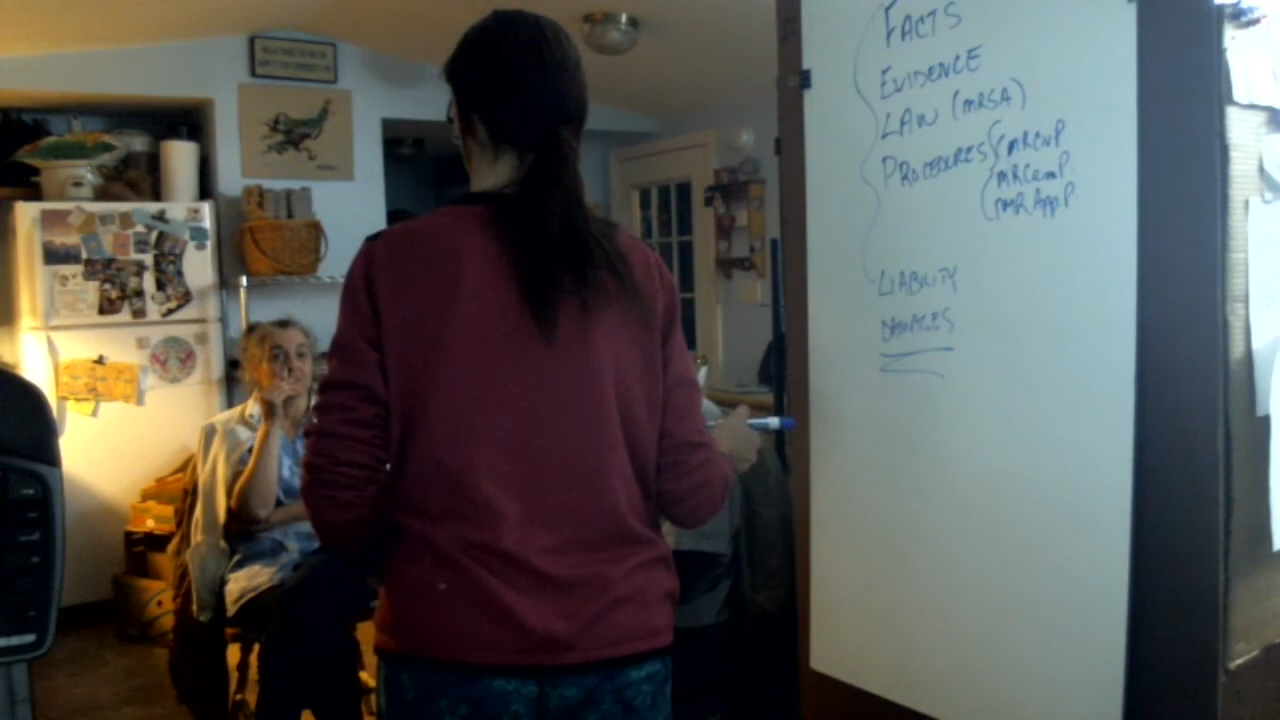 FACTS
EVIDENCE
LAW (MRSA)
PROCEDURES (MRCivP
(MRCrimP.
(MR App. P.
LIABILITY
DAMAGES